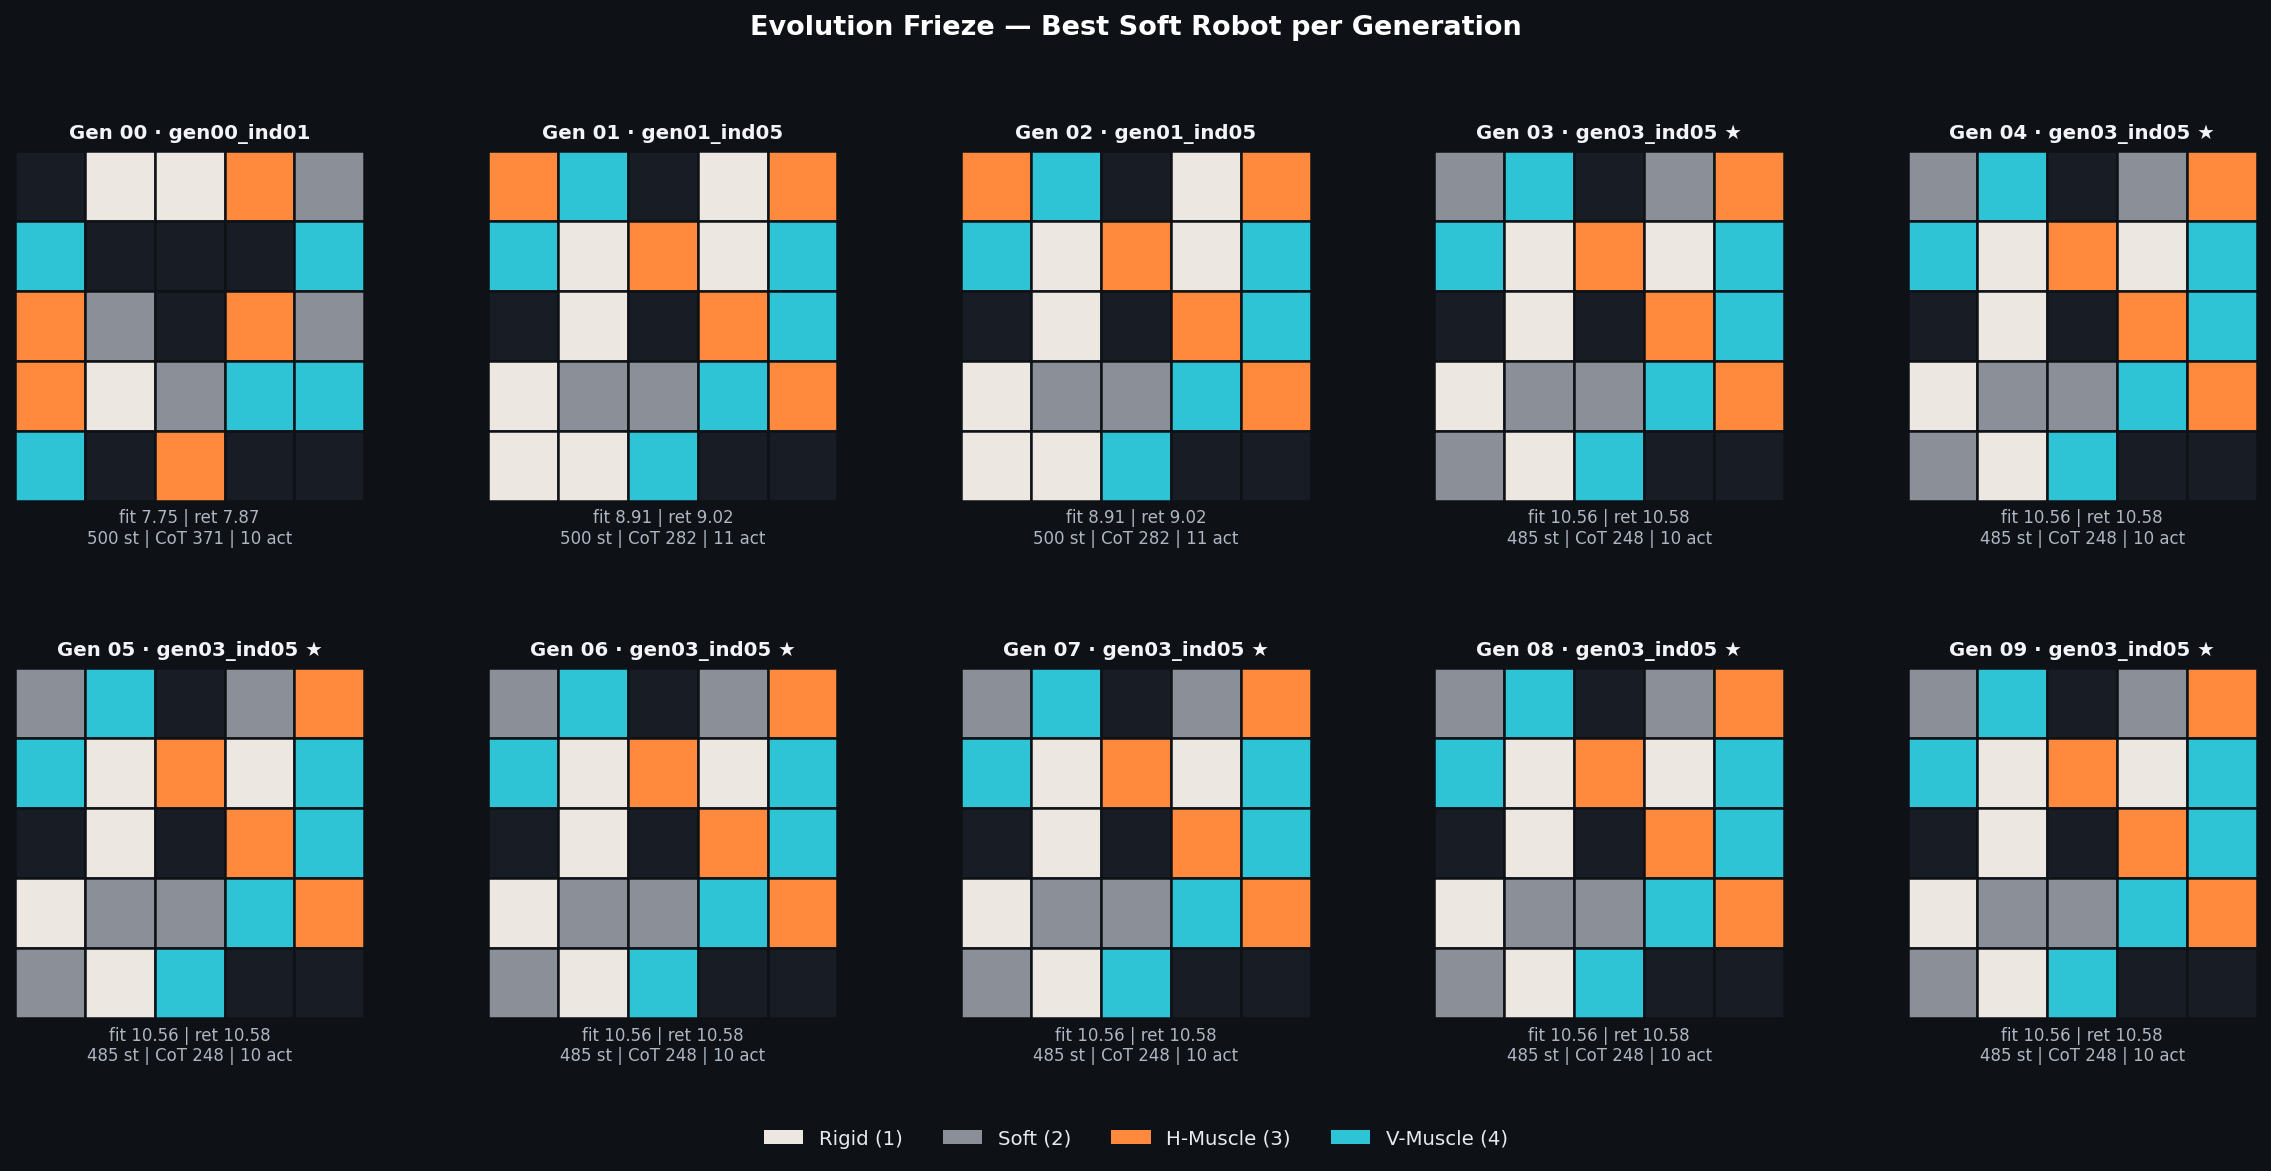 Evolution Frieze — Best Soft Robot per Generation
Gen 00 · gen00_ind01
Gen 01 · gen01_ind05
Gen 02 · gen01_ind05
Gen 03 · gen03_ind05 ★
Gen 04 · gen03_ind05 ★
fit 7.75 | ret 7.87
500 st | CoT 371 | 10 act
fit 8.91 | ret 9.02
500 st | CoT 282 | 11 act
fit 8.91 | ret 9.02
500 st | CoT 282 | 11 act
fit 10.56 | ret 10.58
485 st | CoT 248 | 10 act
fit 10.56 | ret 10.58
485 st | CoT 248 | 10 act
Gen 05 · gen03_ind05 ★
Gen 06 · gen03_ind05 ★
Gen 07 · gen03_ind05 ★
Gen 08 · gen03_ind05 ★
Gen 09 · gen03_ind05 ★
fit 10.56 | ret 10.58
485 st | CoT 248 | 10 act
fit 10.56 | ret 10.58
485 st | CoT 248 | 10 act
fit 10.56 | ret 10.58
485 st | CoT 248 | 10 act
fit 10.56 | ret 10.58
485 st | CoT 248 | 10 act
fit 10.56 | ret 10.58
485 st | CoT 248 | 10 act
Rigid (1)
Soft (2)
H-Muscle (3)
V-Muscle (4)